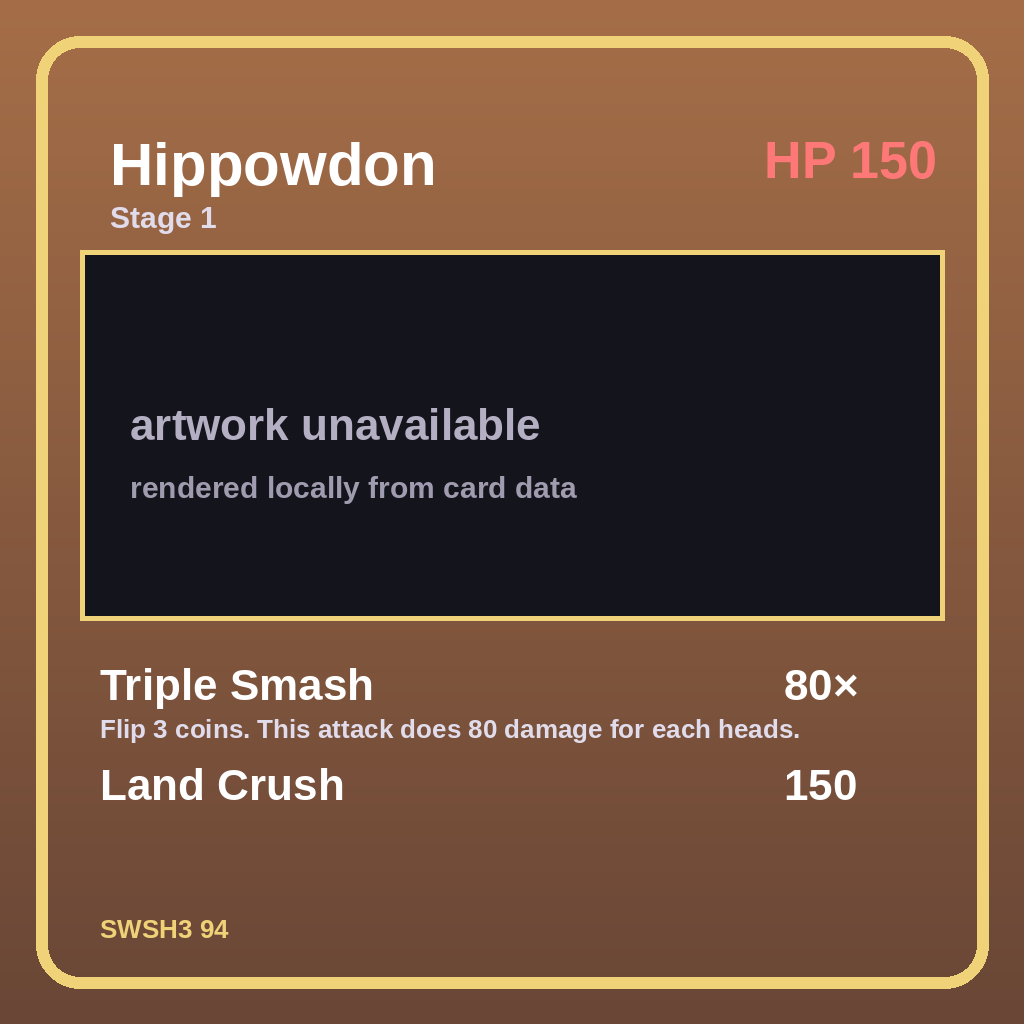 Hippowdon
HP 150
Stage 1
artwork unavailable
rendered locally from card data
Triple Smash 80×
Flip 3 coins. This attack does 80 damage for each heads.
Land Crush 150
SWSH3 94